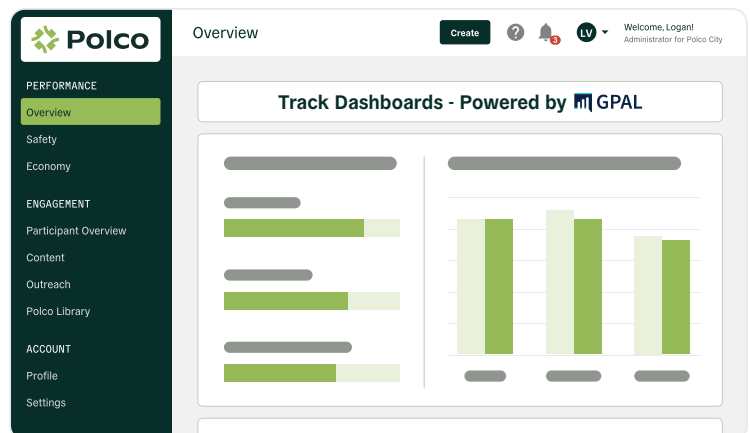 Polco
PERFORMANCE
Overview
Safety
Economy
ENGAGEMENT
Participant Overview
Content
Outreach
Polco Library
ACCOUNT
Profile
Settings
Overview
Create
?
3
LV
Welcome, Logan!
Administrator for Polco City
Track Dashboards - Powered by GPAL